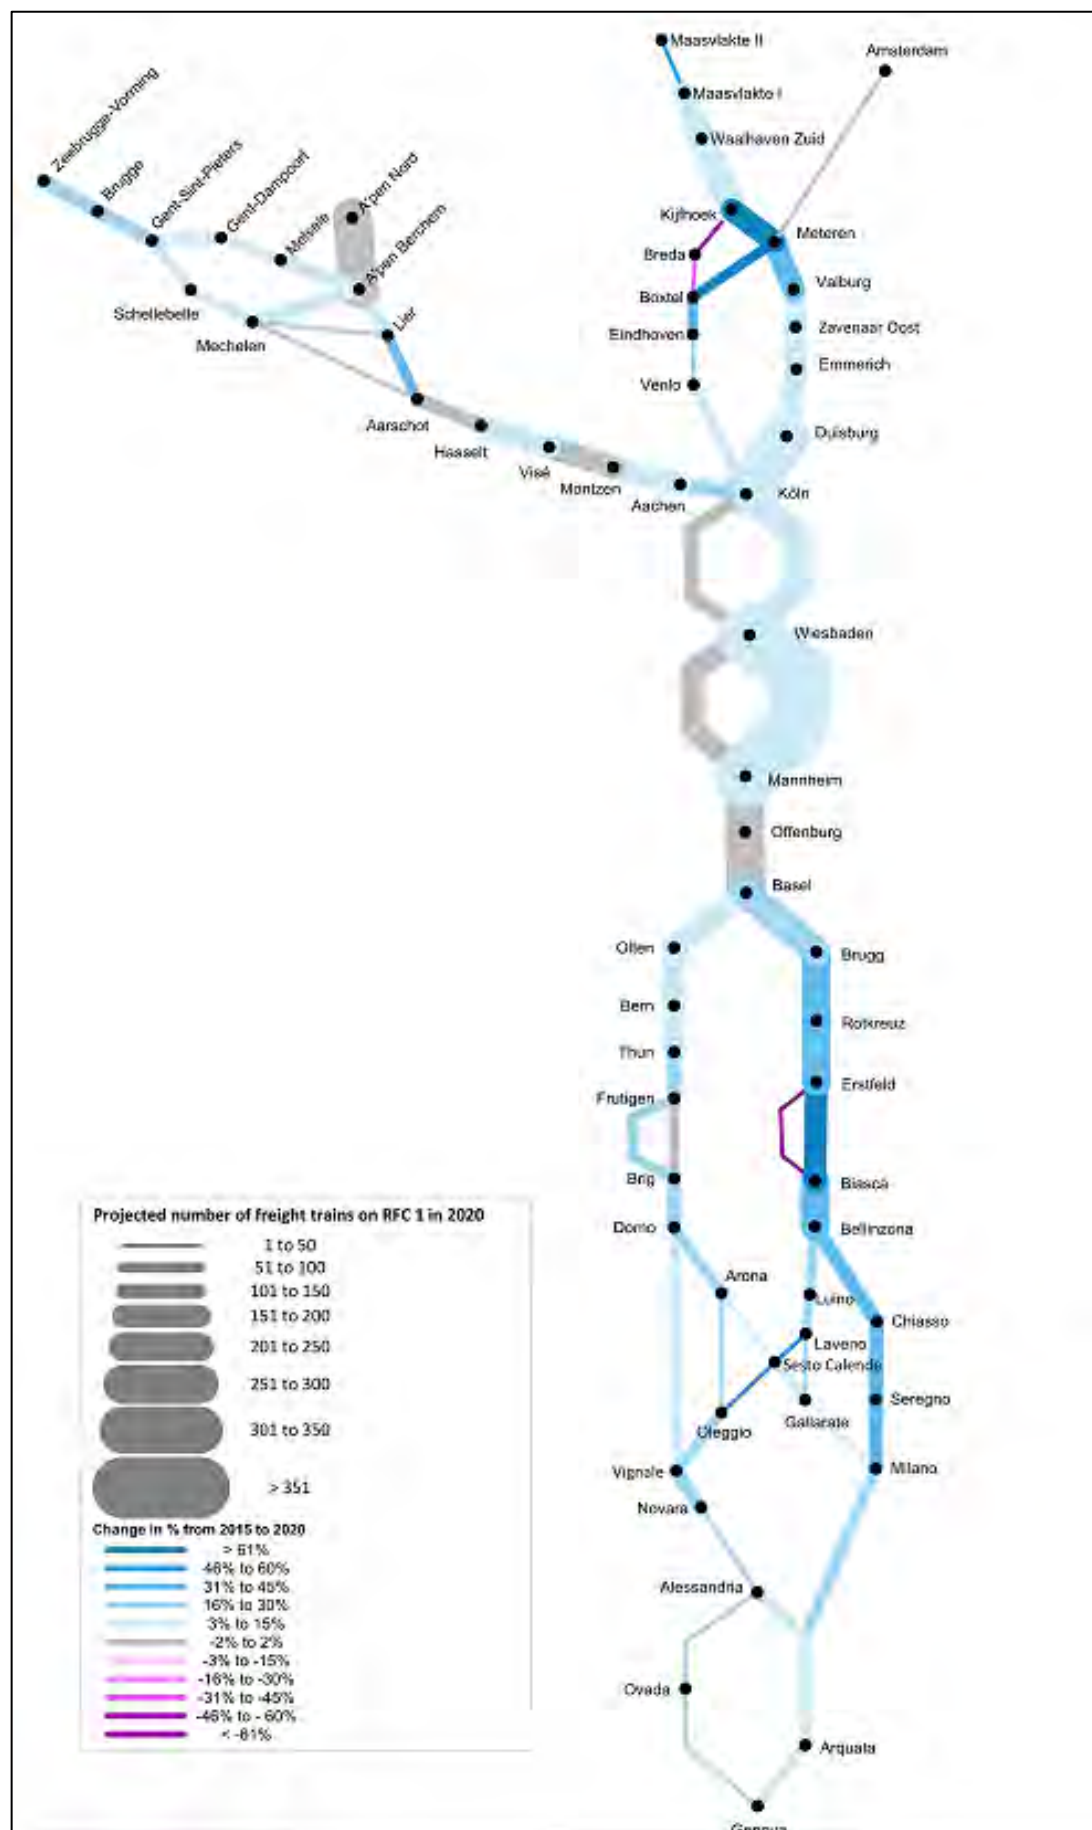 Maasvlakte II
Amsterdam
Maasvlakte I
Waalhaven Zuid
Zeebrugge-Vorming
Brugge
Gent-Sint-Pieters
Gent-Dampoort
Melsele
A'pen Nord
A'pen Berchem
Kijfhoek
Meteren
Breda
Valburg
Boxtel
Schellebelle
Lier
Zavenaar Oost
Eindhoven
Mechelen
Emmerich
Venlo
Aarschot
Duisburg
Hasselt
Visé
Montzen
Aachen
Köln
Wiesbaden
Mannheim
Offenburg
Basel
Olten
Brugg
Bern
Rotkreuz
Thun
Erstfeld
Frutigen
Brig
Biasca
Domo
Bellinzona
Arona
Luino
Chiasso
Laveno
Sesto Calende
Seregno
Gallarate
Oleggio
Vignale
Milano
Novara
Alessandria
Ovada
Arquata
Genova
Projected number of freight trains on RFC 1 in 2020
1 to 50
51 to 100
101 to 150
151 to 200
201 to 250
251 to 300
301 to 350
> 351
Change in % from 2015 to 2020
> 61%
46% to 60%
31% to 45%
16% to 30%
3% to 15%
-2% to 2%
-3% to -15%
-16% to -30%
-31% to -45%
-46% to - 60%
< -61%